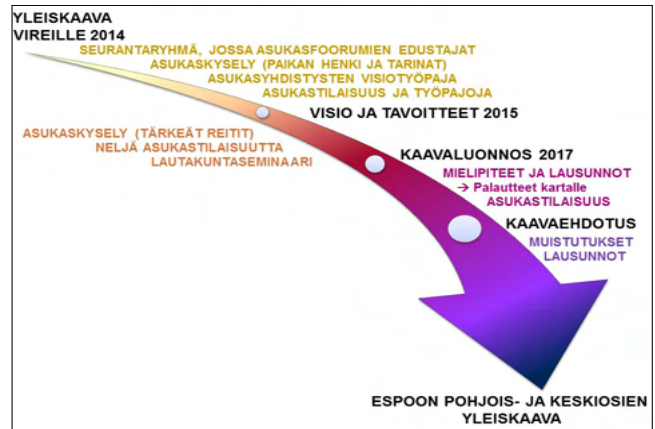 YLEISKAAVA
VIREILLE 2014
SEURANTARYHMÄ, JOSSA ASUKASFOORUMIEN EDUSTAJAT
ASUKASKYSELY (PAIKAN HENKI JA TARINAT)
ASUKASYHDISTYSTEN VISIOTYÖPAJA
ASUKASTILAISUUS JA TYÖPAJOJA
VISIO JA TAVOITTEET 2015
ASUKASKYSELY (TÄRKEÄT REITIT)
NELJÄ ASUKASTILAISUUTTA
LAUTAKUNTASEMINAARI
KAAVALUONNOS 2017
MIELIPITEET JA LAUSUNNOT
→ Palautteet kartalle
ASUKASTILAISUUS
KAAVAEHDOTUS
MUISTUTUKSET
LAUSUNNOT
ESPOON POHJOIS- JA KESKIOSIEN
YLEISKAAVA